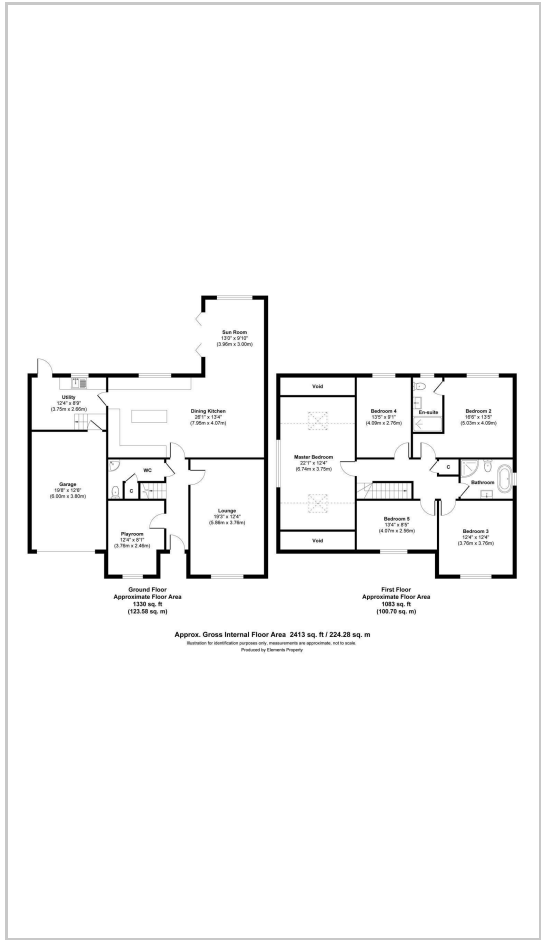 Sun Room
13'0" x 9'10"
(3.96m x 3.00m)
Utility
12'4" x 8'9"
(3.75m x 2.66m)
Dining Kitchen
26'1" x 13'4"
(7.95m x 4.07m)
Garage
19'8" x 12'6"
(6.00m x 3.80m)
WC
C
Lounge
19'3" x 12'4"
(5.86m x 3.76m)
Playroom
12'4" x 8'1"
(3.76m x 2.46m)
Ground Floor
Approximate Floor Area
1330 sq. ft
(123.58 sq. m)
Void
Bedroom 4
13'5" x 9'1"
(4.09m x 2.76m)
En-suite
Bedroom 2
16'6" x 13'5"
(5.03m x 4.09m)
Master Bedroom
22'1" x 12'4"
(6.74m x 3.75m)
C
Bathroom
Bedroom 5
13'4" x 8'5"
Bedroom 3
12'4" x 12'4"
(3.76m x 3.76m)
Void
First Floor
Approximate Floor Area
1083 sq. ft
(100.70 sq. m)
Approx. Gross Internal Floor Area 2413 sq. ft / 224.28 sq. m
Illustration for identification purposes only, measurements are approximate, not to scale.
Produced by Elements Property